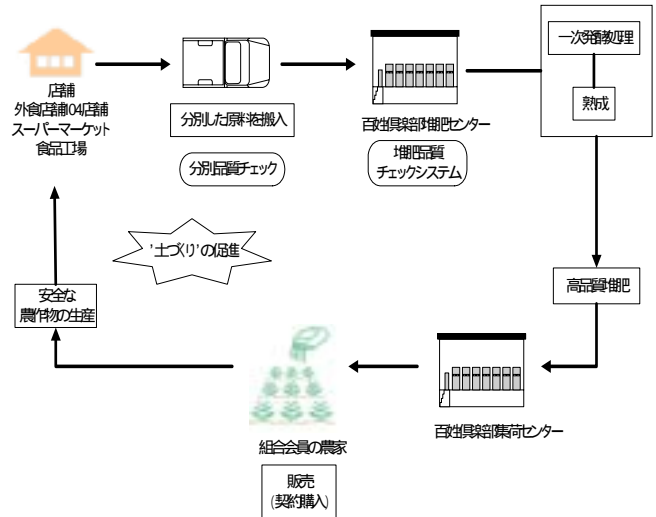 店舗
外食店舗104店舗
スーパーマーケット
食品工場
分別した原料を搬入
分別品質チェック
百姓倶楽部堆肥センター
堆肥品質
チェックシステム
一次発酵処理
熟成
高品質堆肥
百姓倶楽部集荷センター
組合会員の農家
販売
(契約購入)
安全な
農作物の生産
'土づくり'の促進